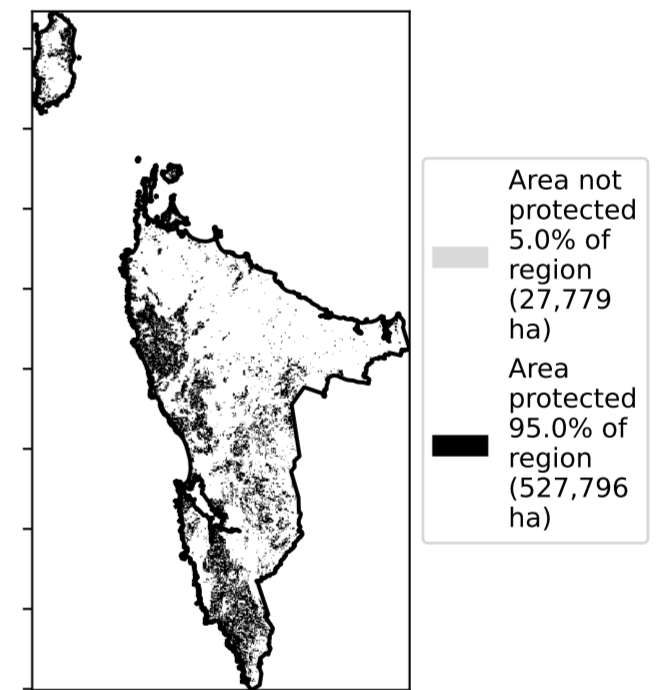 Area not
protected
5.0% of
region
(27,779
ha)
Area
protected
95.0% of
region
(527,796
ha)